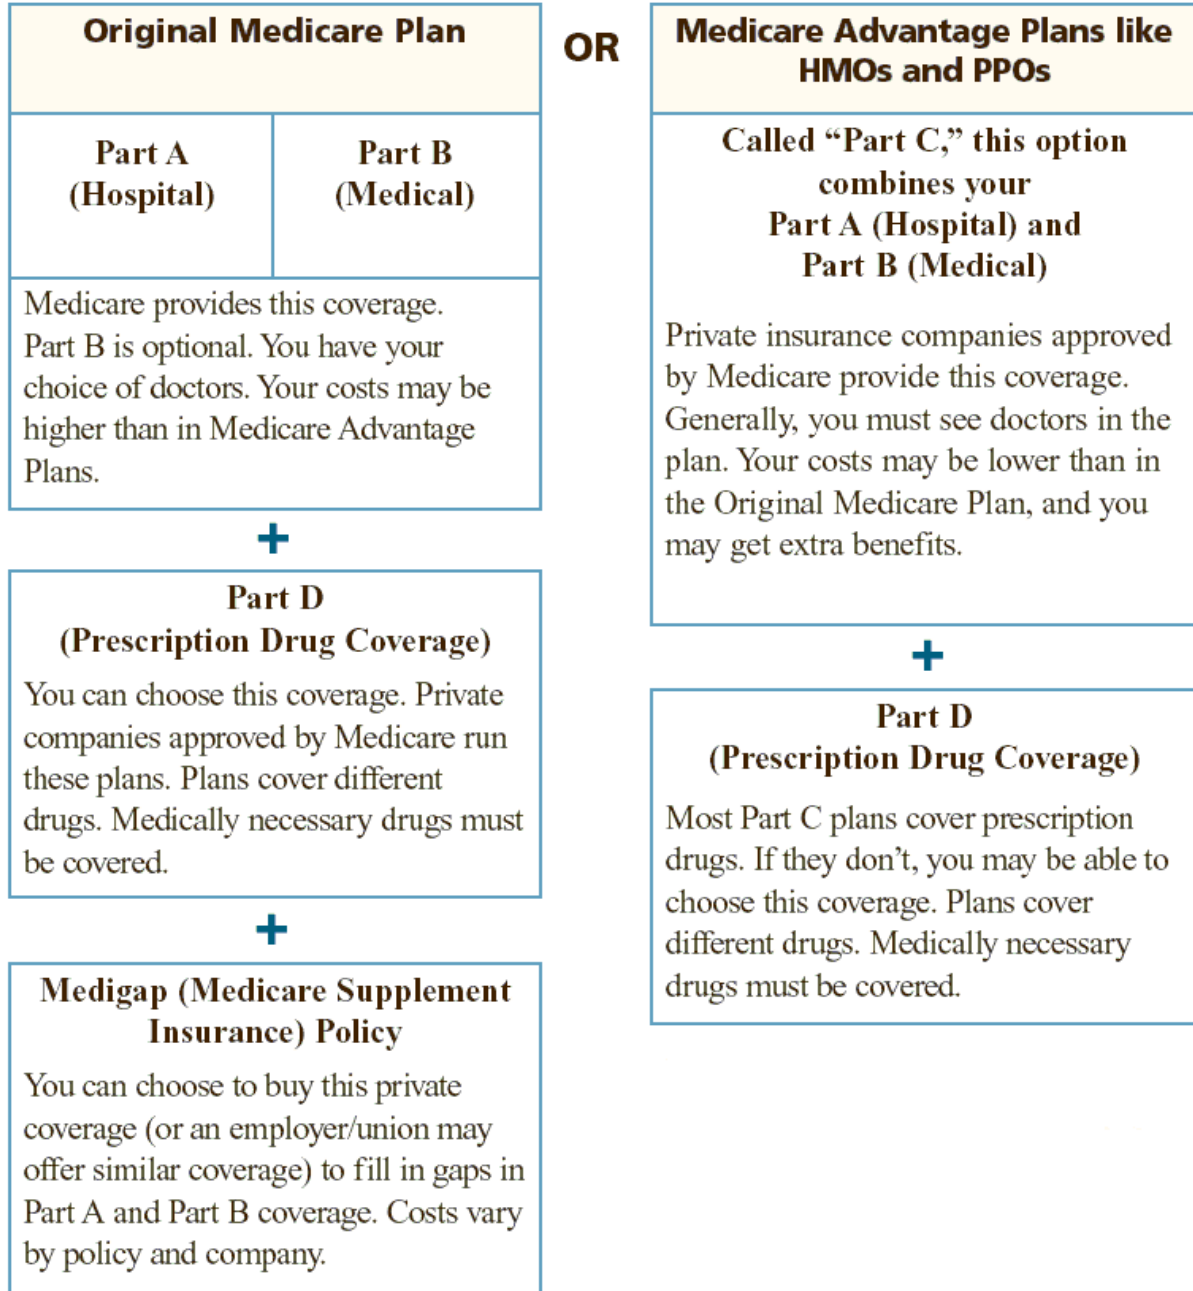 Original Medicare Plan
Part A
(Hospital)
Part B
(Medical)
Medicare provides this coverage.
Part B is optional. You have your
choice of doctors. Your costs may be
higher than in Medicare Advantage
Plans.
+
Part D
(Prescription Drug Coverage)
You can choose this coverage. Private
companies approved by Medicare run
these plans. Plans cover different
drugs. Medically necessary drugs must
be covered.
+
Medigap (Medicare Supplement
Insurance) Policy
You can choose to buy this private
coverage (or an employer/union may
offer similar coverage) to fill in gaps in
Part A and Part B coverage. Costs vary
by policy and company.
OR
Medicare Advantage Plans like
HMOs and PPOs
Called “Part C,” this option
combines your
Part A (Hospital) and
Part B (Medical)
Private insurance companies approved
by Medicare provide this coverage.
Generally, you must see doctors in the
plan. Your costs may be lower than in
the Original Medicare Plan, and you
may get extra benefits.
+
Part D
(Prescription Drug Coverage)
Most Part C plans cover prescription
drugs. If they don’t, you may be able to
choose this coverage. Plans cover
different drugs. Medically necessary
drugs must be covered.